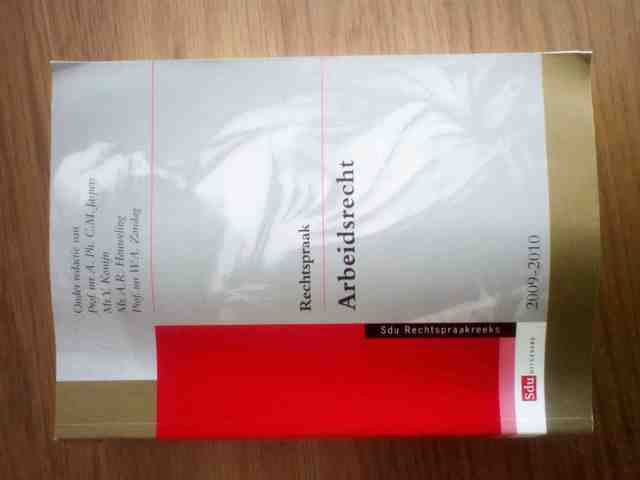 Onder redactie van
Prof. mr. A. Ph. C.M. Jaspers
Mr. Y. Konijn
Mr. A.R. Houweling
Prof. mr. W.A. Zondag
Rechtspraak
Arbeidsrecht
Sdu Rechtspraakreeks
2009-2010
Sdu UITGEVERS